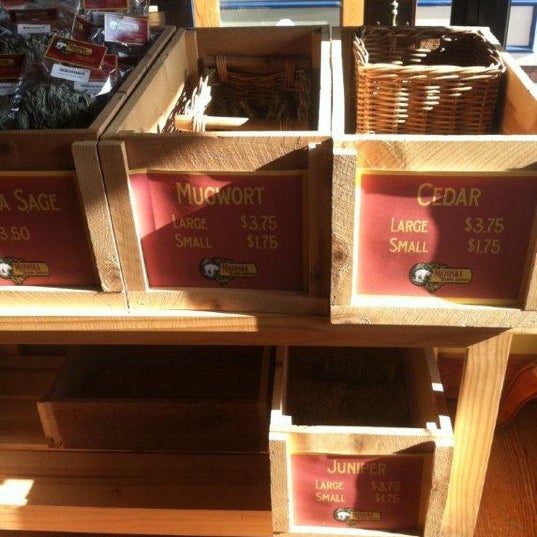 A SAGE
3.50
MUGWORT
LARGE $3.75
SMALL $1.75
CEDAR
LARGE $3.75
SMALL $1.75
JUNIPER
LARGE $3.75
SMALL $1.75